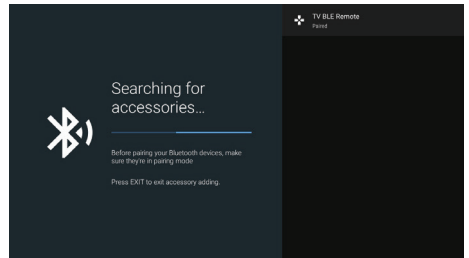 Searching for
accessories...
Before pairing your Bluetooth devices, make
sure they're in pairing mode
Press EXIT to exit accessory adding.
TV BLE Remote
Paired